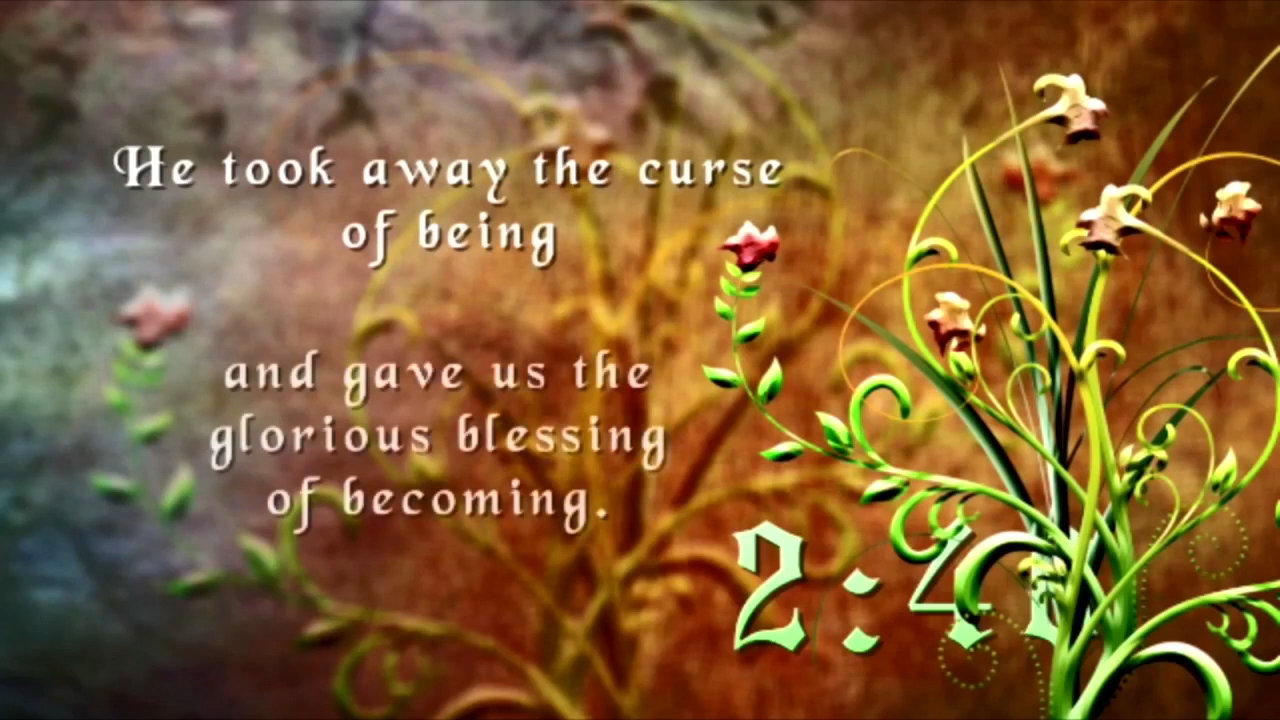 He took away the curse
of being
and gave us the
glorious blessing
of becoming.
2:4